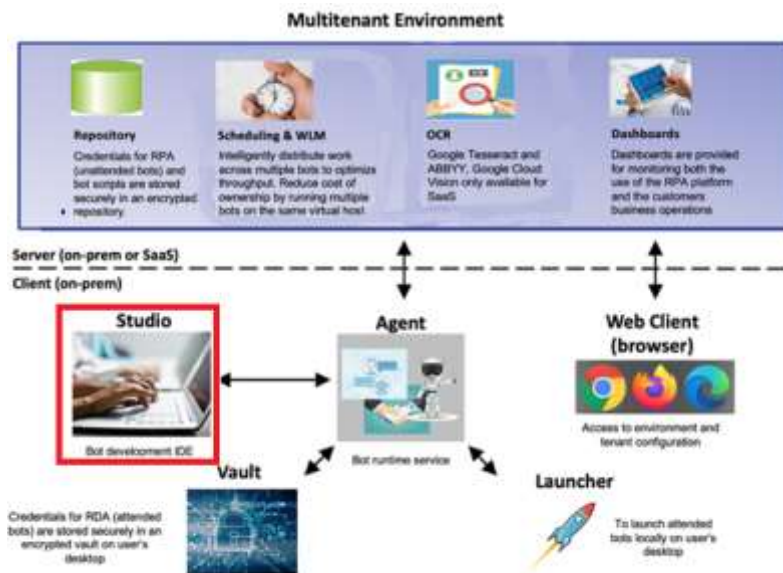 Multitenant Environment
Repository
Credentials for RPA
(unattended bots) and
bot scripts are stored
securely in an encrypted
repository.
Scheduling & WLM
Intelligently distribute work
across multiple bots to optimize
throughput. Reduce cost of
ownership by running multiple
bots on the same virtual host.
OCR
Google Tesseract and
ABBYY, Google Cloud
Vision only available for
SaaS
Dashboards
Dashboards are provided
for monitoring both the
use of the RPA platform
and the customers
business operations
Server (on-prem or SaaS)
Client (on-prem)
Studio
Bot development IDE
Agent
Bot runtime service
Web Client
(browser)
Access to environment and
tenant configuration
Vault
Credentials for RDA (attended
bots) are stored securely in an
encrypted vault on user's
desktop
Launcher
To launch attended
bots locally on user's
desktop